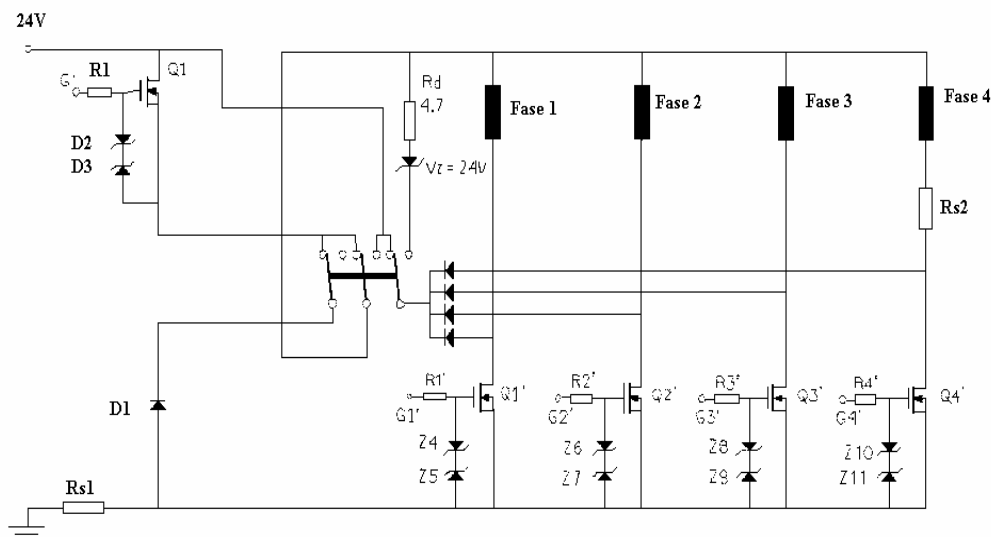 24V
G'
R1
Q1
D2
D3
Rd
4.7
Vz = 24V
Fase 1
Fase 2
Fase 3
Fase 4
Rs2
D1
Rs1
R1'
G1'
Q1'
Z4
Z5
R2'
G2'
Q2'
Z6
Z7
R3'
G3'
Q3'
Z8
Z9
R4'
G4'
Q4'
Z10
Z11